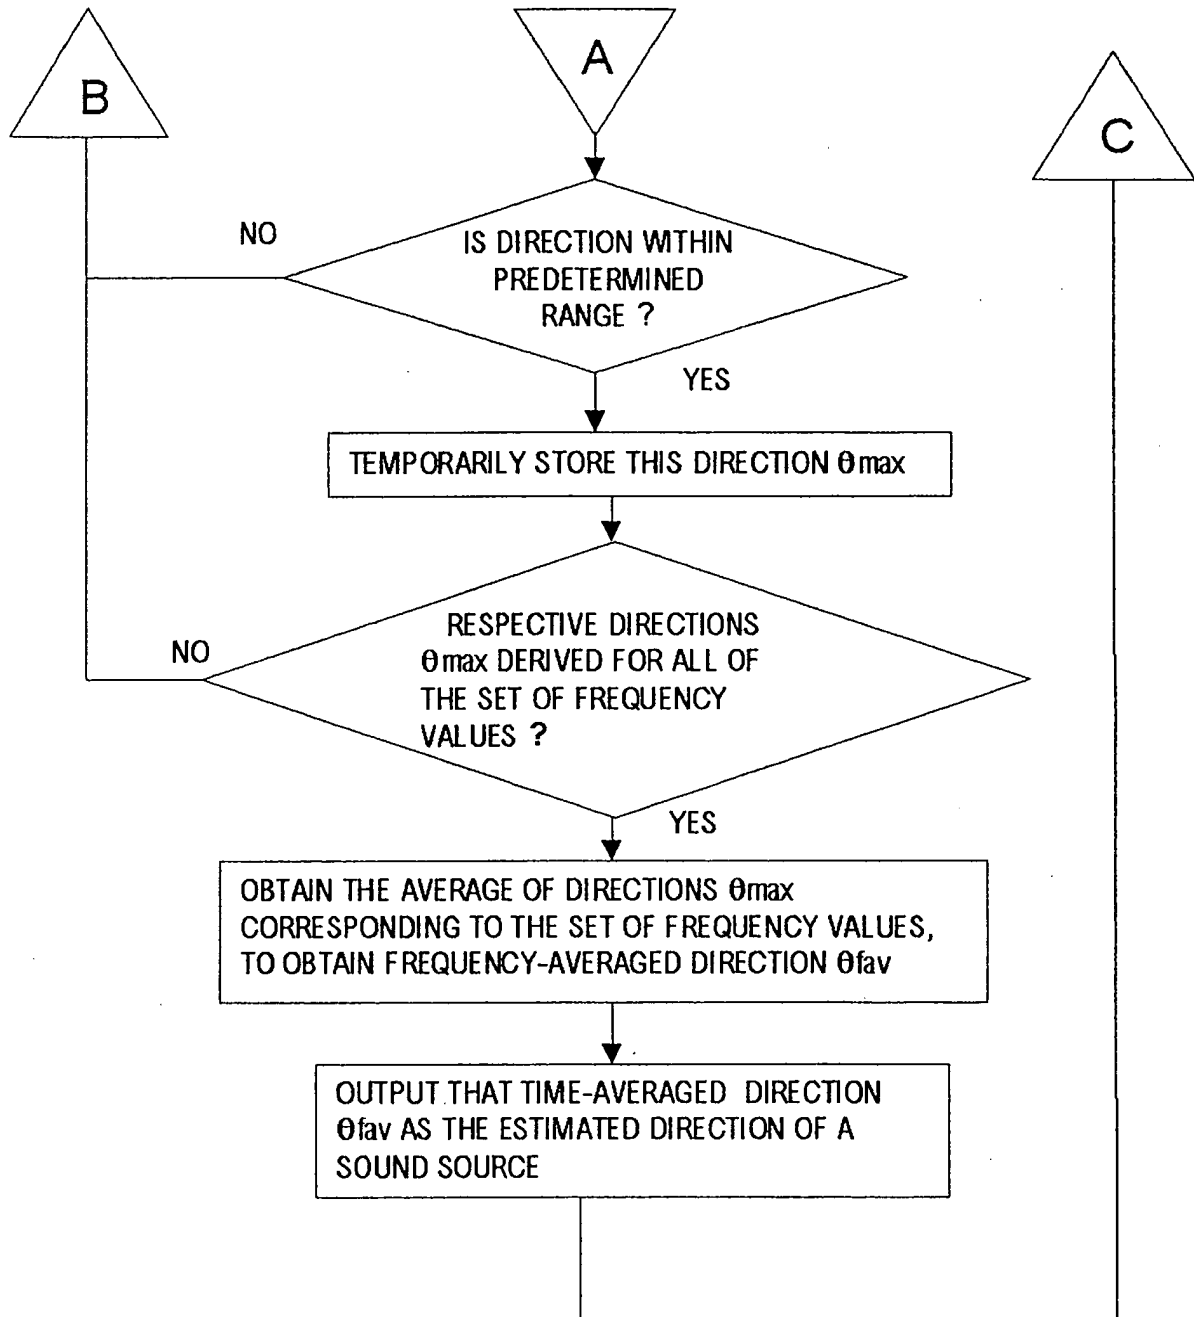 B
A
C
NO
IS DIRECTION WITHIN
PREDETERMINED
RANGE ?
YES
TEMPORARILY STORE THIS DIRECTION θmax
NO
RESPECTIVE DIRECTIONS
θmax DERIVED FOR ALL OF
THE SET OF FREQUENCY
VALUES ?
YES
OBTAIN THE AVERAGE OF DIRECTIONS θmax
CORRESPONDING TO THE SET OF FREQUENCY VALUES,
TO OBTAIN FREQUENCY-AVERAGED DIRECTION θfav
OUTPUT THAT TIME-AVERAGED DIRECTION
θfav AS THE ESTIMATED DIRECTION OF A
SOUND SOURCE